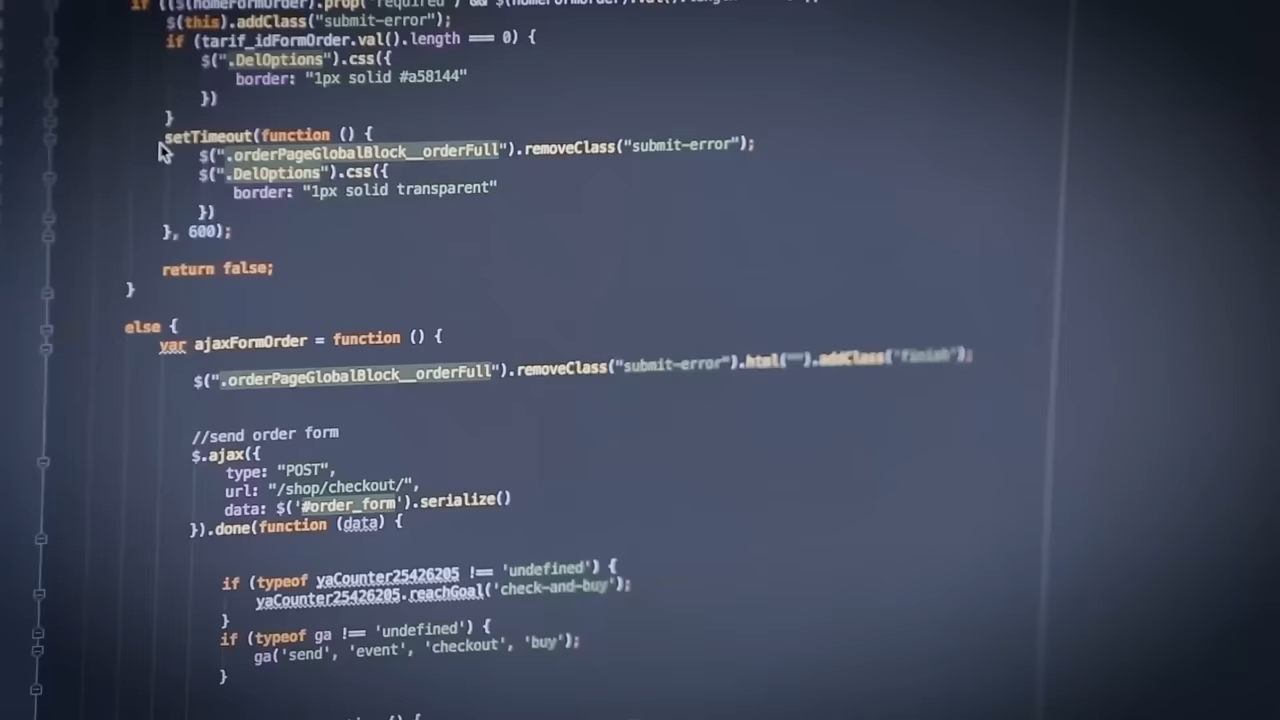 $(this).addClass("submit-error");
if (tarif_idFormOrder.val().length === 0) {
$(".DelOptions").css({
border: "1px solid #a58144"
})
}
setTimeout(function () {
$(".orderPageGlobalBlock__orderFull").removeClass("submit-error");
$(".DelOptions").css({
border: "1px solid transparent"
})
}, 600);
return false;
}
else {
var ajaxFormOrder = function () {
$(".orderPageGlobalBlock__orderFull").removeClass("submit-error").html("").addClass("finish");
//send order form
$.ajax({
type: "POST",
url: "/shop/checkout/",
data: $('#order_form').serialize()
}).done(function (data) {
if (typeof yaCounter25426205 !== 'undefined') {
yaCounter25426205.reachGoal('check-and-buy');
}
if (typeof ga !== 'undefined') {
ga('send', 'event', 'checkout', 'buy');
}